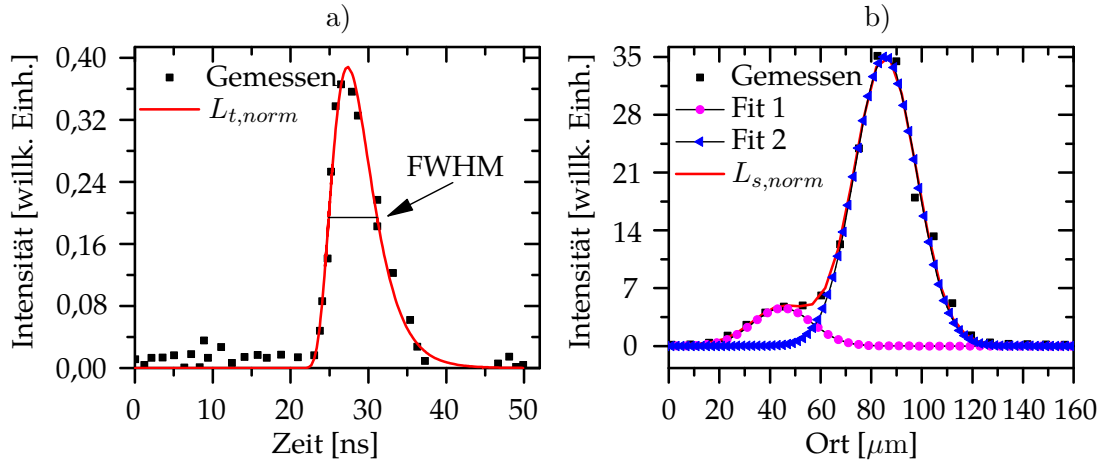 a)
Intensität [willk. Einh.]
0,40
0,32
0,24
0,16
0,08
0,00
Gemessen
L_{t,norm}
FWHM
0 10 20 30 40 50
Zeit [ns]
b)
Intensität [willk. Einh.]
35
28
21
14
7
0
Gemessen
Fit 1
Fit 2
L_{s,norm}
0 20 40 60 80 100 120 140 160
Ort [μm]